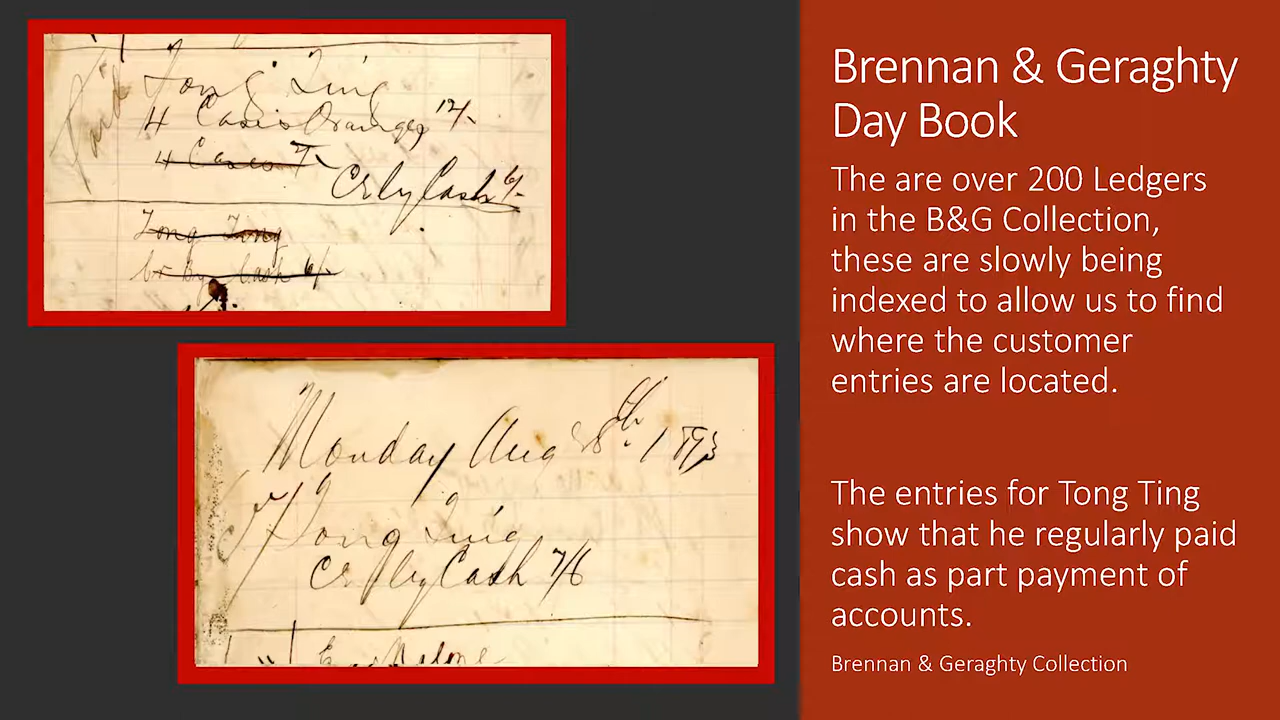 Tong Ting
4 Cases Oranges 12/-
4 Cases
Cr by Cash 6/-
Tong Ting
Cr By Cash 6/-
Monday Aug 28th 1893
Tong Ting
Cr By Cash 7/6
Brennan & Geraghty
Day Book
The are over 200 Ledgers
in the B&G Collection,
these are slowly being
indexed to allow us to find
where the customer
entries are located.
The entries for Tong Ting
show that he regularly paid
cash as part payment of
accounts.
Brennan & Geraghty Collection